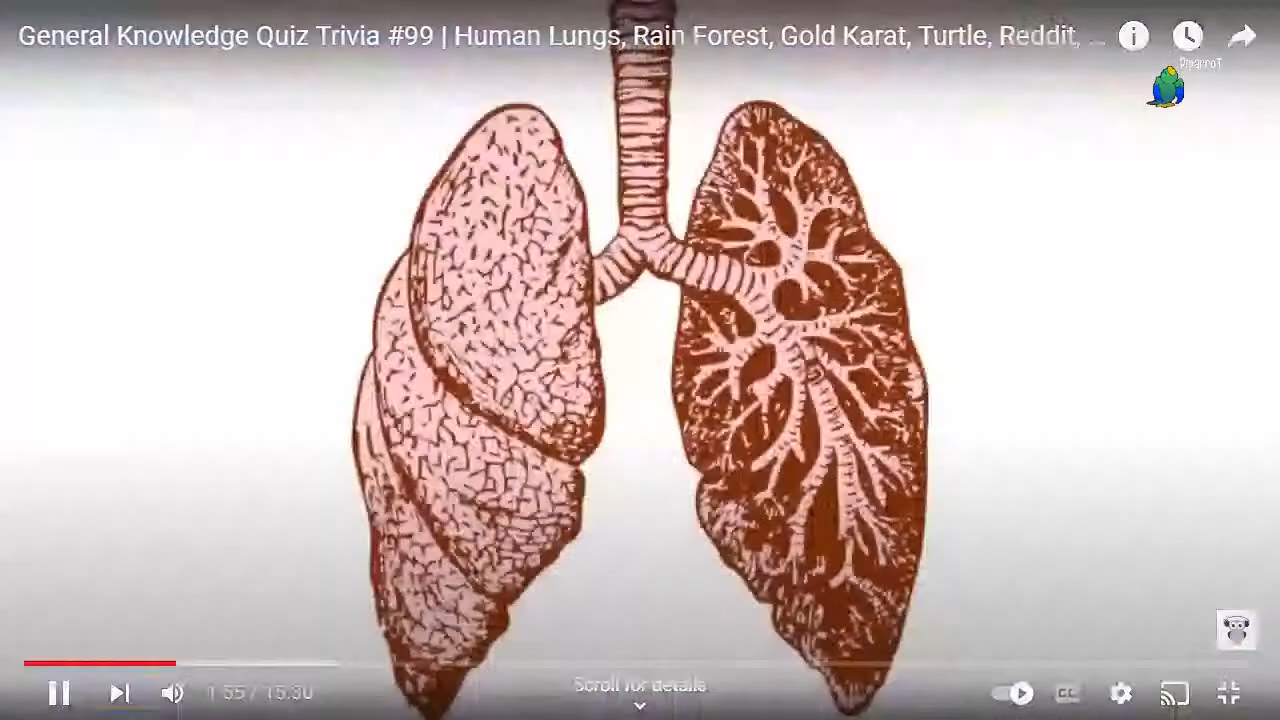 General Knowledge Quiz Trivia #99 | Human Lungs, Rain Forest, Gold Karat, Turtle, Reddit, ...
1:55 / 15:30
Scroll for details
CC